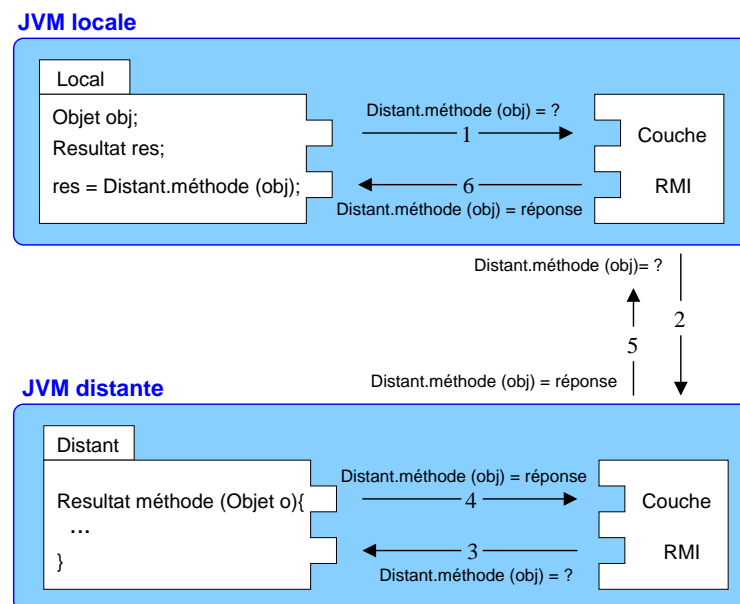 JVM locale
Local
Objet obj;
Resultat res;
res = Distant.méthode (obj);
Distant.méthode (obj) = ?
1
6
Distant.méthode (obj) = réponse
Couche
RMI
Distant.méthode (obj)= ?
2
5
Distant.méthode (obj) = réponse
JVM distante
Distant
Resultat méthode (Objet o){
...
}
Distant.méthode (obj) = réponse
4
3
Distant.méthode (obj) = ?
Couche
RMI